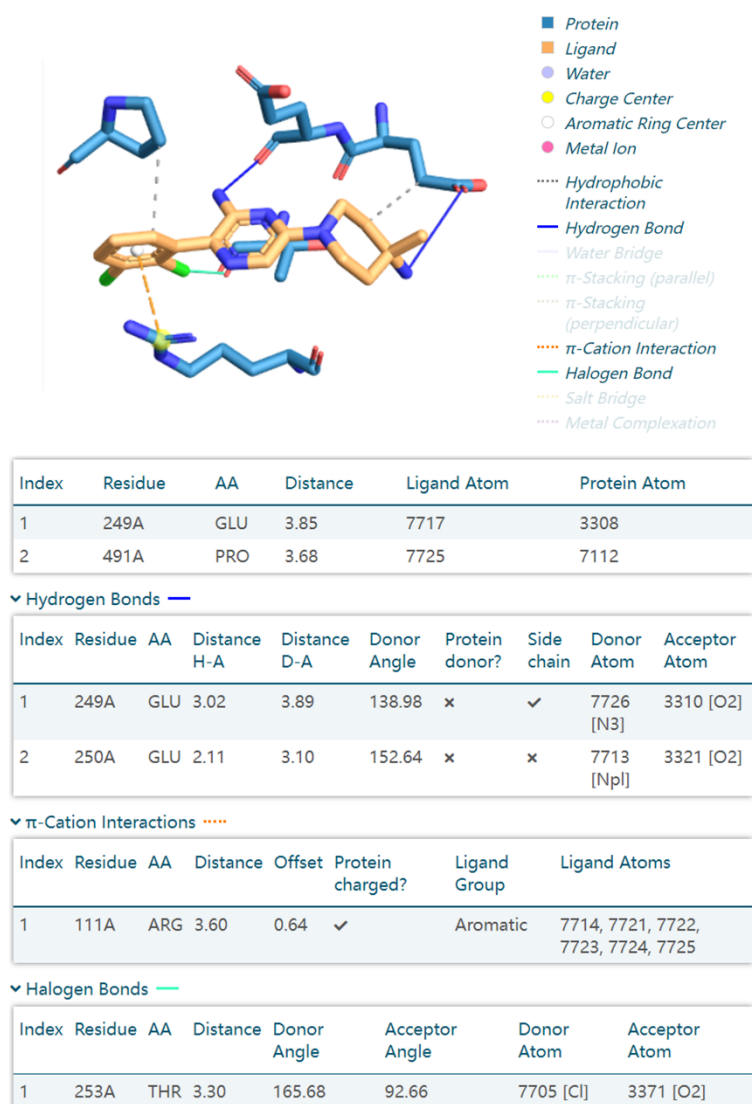 Protein
Ligand
Water
Charge Center
Aromatic Ring Center
Metal Ion
Hydrophobic
Interaction
Hydrogen Bond
Water Bridge
π-Stacking (parallel)
π-Stacking
(perpendicular)
π-Cation Interaction
Halogen Bond
Salt Bridge
Metal Complexation
Index Residue AA Distance Ligand Atom Protein Atom
1 249A GLU 3.85 7717 3308
2 491A PRO 3.68 7725 7112
Hydrogen Bonds
Index Residue AA Distance H-A Distance D-A Donor Angle Protein donor? Side chain Donor Atom Acceptor Atom
1 249A GLU 3.02 3.89 138.98 × ✓ 7726 [N3] 3310 [O2]
2 250A GLU 2.11 3.10 152.64 × × 7713 [Npl] 3321 [O2]
π-Cation Interactions
Index Residue AA Distance Offset Protein charged? Ligand Group Ligand Atoms
1 111A ARG 3.60 0.64 ✓ Aromatic 7714, 7721, 7722, 7723, 7724, 7725
Halogen Bonds
Index Residue AA Distance Donor Angle Acceptor Angle Donor Atom Acceptor Atom
1 253A THR 3.30 165.68 92.66 7705 [Cl] 3371 [O2]